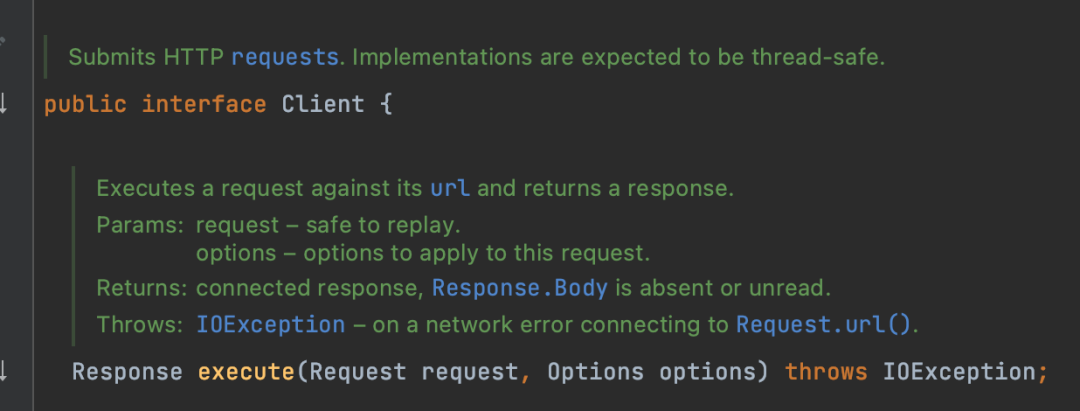 Submits HTTP requests. Implementations are expected to be thread-safe.
public interface Client {
Executes a request against its url and returns a response.
Params: request – safe to replay.
options – options to apply to this request.
Returns: connected response, Response.Body is absent or unread.
Throws: IOException – on a network error connecting to Request.url().
Response execute(Request request, Options options) throws IOException;